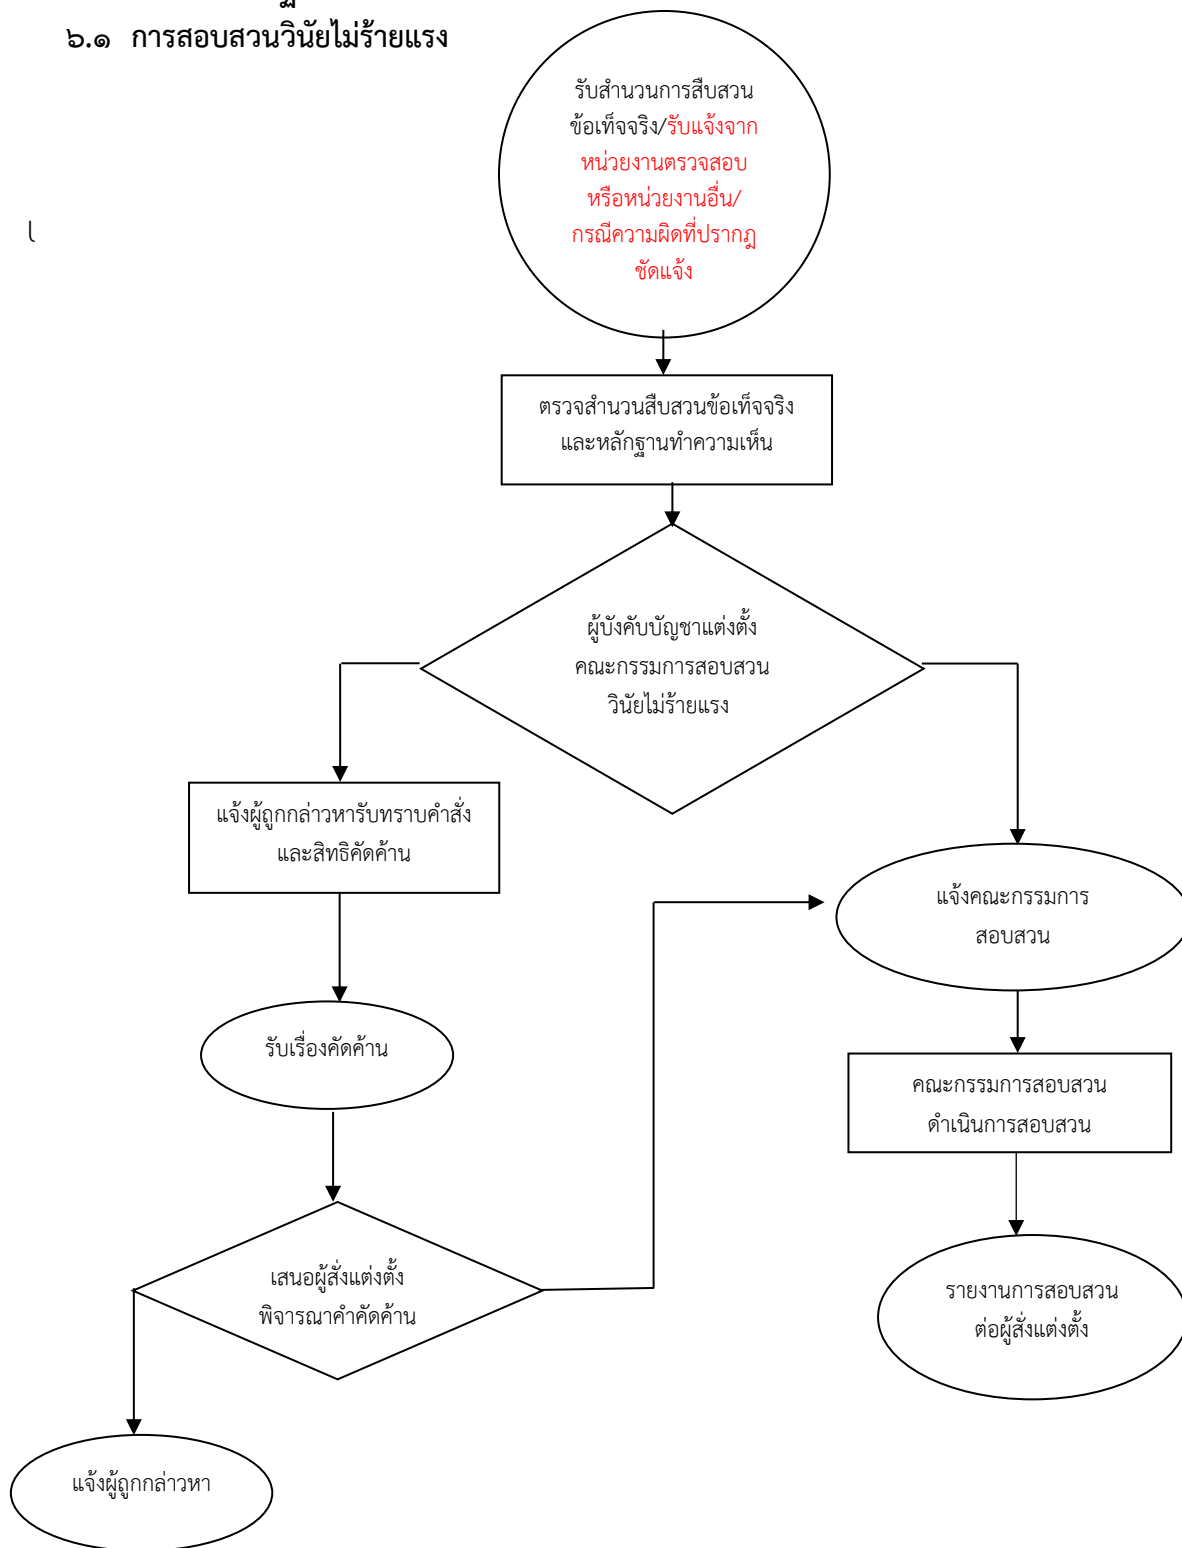 ๖.๑ การสอบสวนวินัยไม่ร้ายแรง
รับสำนวนการสืบสวน
ข้อเท็จจริง/รับแจ้งจาก
หน่วยงานตรวจสอบ
หรือหน่วยงานอื่น/
กรณีความผิดที่ปรากฏ
ชัดแจ้ง
ตรวจสำนวนสืบสวนข้อเท็จจริง
และหลักฐานทำความเห็น
ผู้บังคับบัญชาแต่งตั้ง
คณะกรรมการสอบสวน
วินัยไม่ร้ายแรง
แจ้งผู้ถูกกล่าวหารับทราบคำสั่ง
และสิทธิคัดค้าน
แจ้งคณะกรรมการ
สอบสวน
รับเรื่องคัดค้าน
คณะกรรมการสอบสวน
ดำเนินการสอบสวน
เสนอผู้สั่งแต่งตั้ง
พิจารณาคำคัดค้าน
รายงานการสอบสวน
ต่อผู้สั่งแต่งตั้ง
แจ้งผู้ถูกกล่าวหา